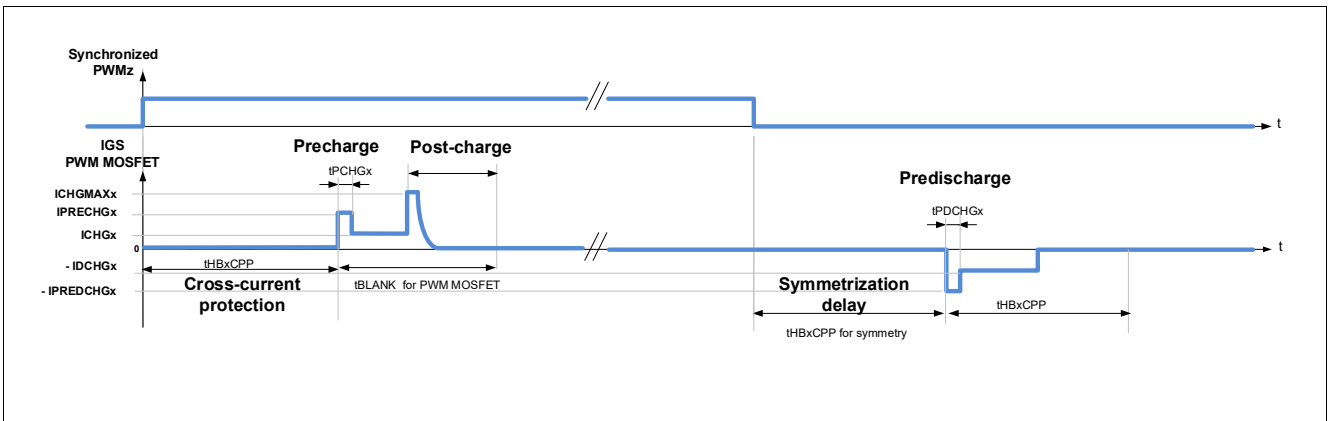 Synchronized
PWMz
t
IGS
PWM MOSFET
Precharge
Post-charge
tPCHGx
Predischarge
tPDCHGx
ICHGMAXx
IPRECHGx
ICHGx
0
t
- IDCHGx
- IPREDCHGx
tHBxCPP
Cross-current
protection
tBLANK for PWM MOSFET
Symmetrization
delay
tHBxCPP
tHBxCPP for symmetry